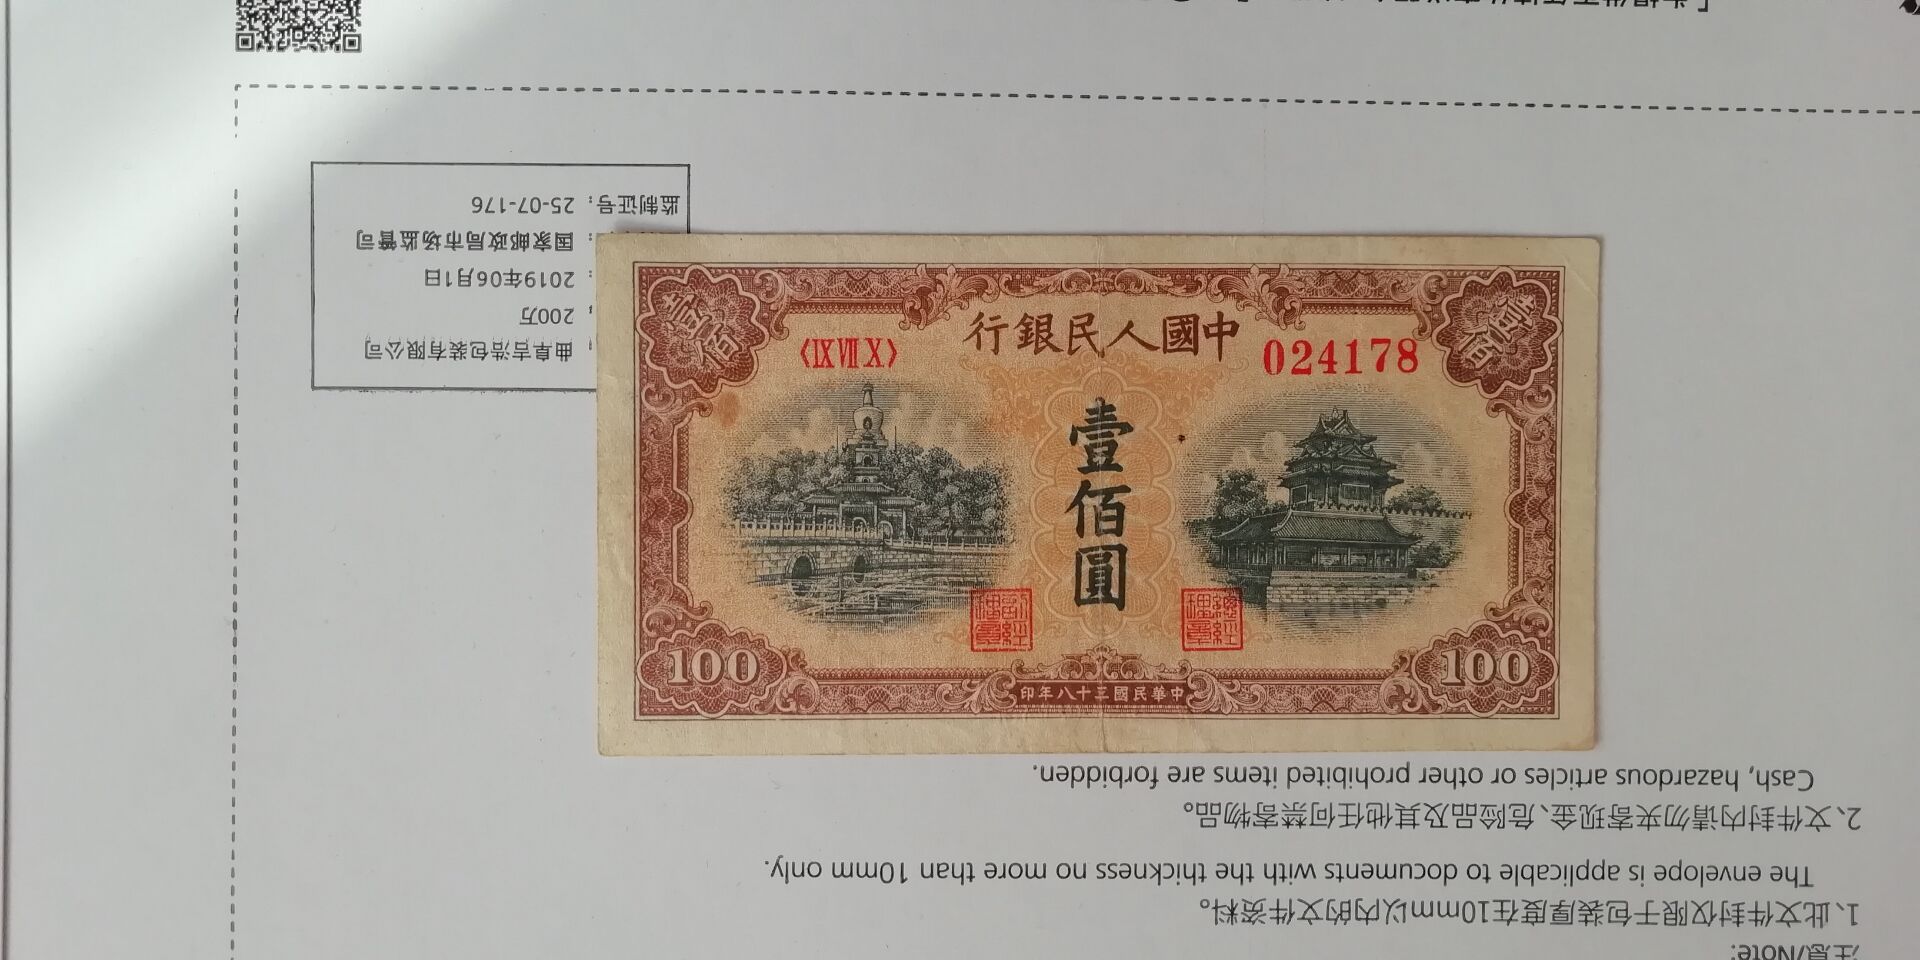 監制证号：25-07-176
国家邮政局市场监管司
2019年06月1日
200万
曲阜吉浩包装有限公司
壹佰
壹佰
行銀民人國中
〈IX VII X〉
024178
壹佰圓
100
100
印年八十三國民華中
Cash, hazardous articles or other prohibited items are forbidden.
2、文件封内请勿夹寄现金、危险品及其他任何禁寄物品。
The envelope is applicable to documents with the thickness no more than 10mm only.
1、此文件封仅限于包装厚度在10mm以内的文件资料。
注意/Note: